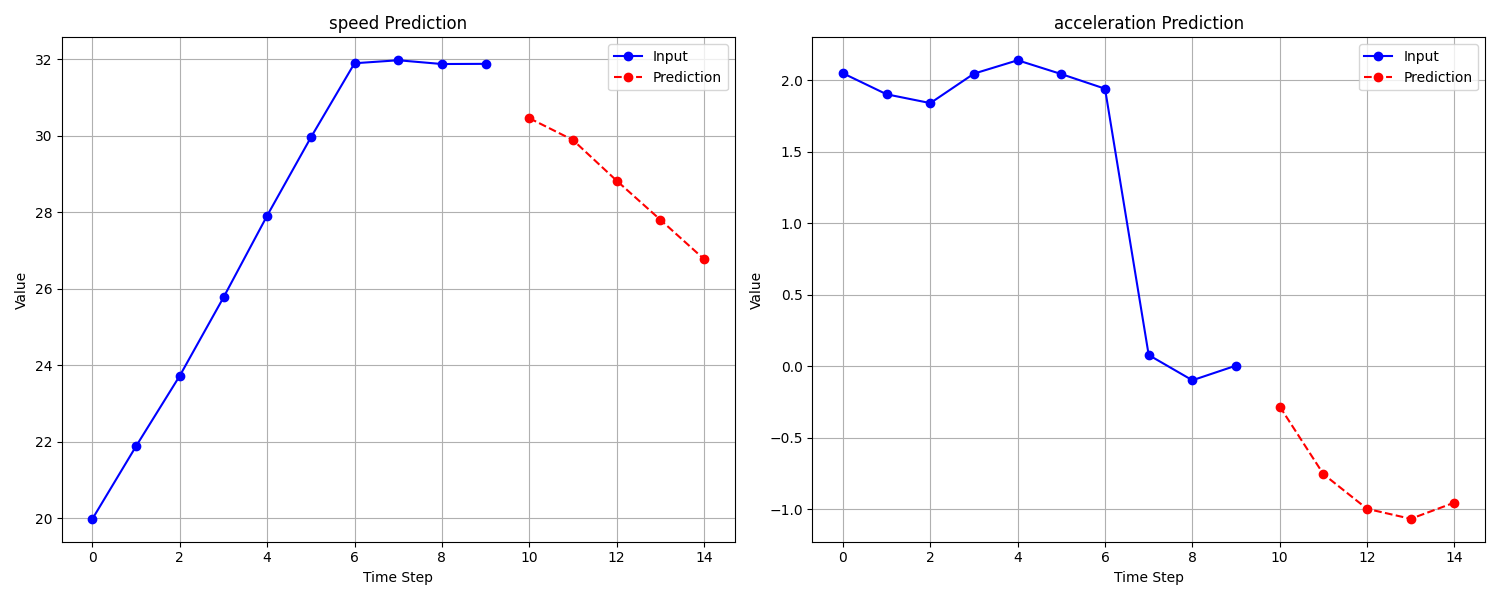 speed Prediction
Value
32
30
28
26
24
22
20
0 2 4 6 8 10 12 14
Time Step
Input
Prediction
acceleration Prediction
Value
2.0
1.5
1.0
0.5
0.0
−0.5
−1.0
0 2 4 6 8 10 12 14
Time Step
Input
Prediction